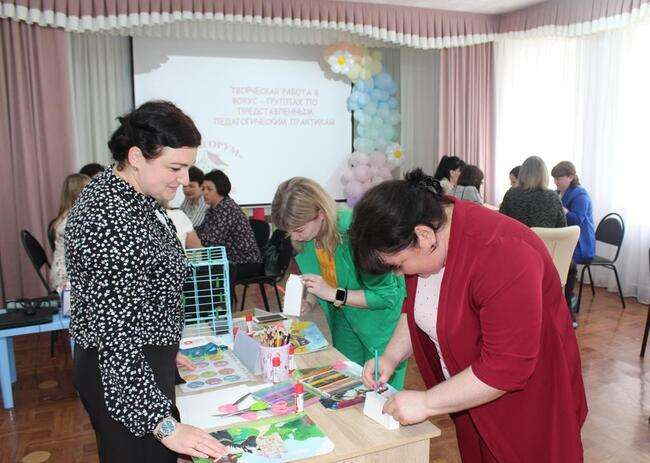 ТВОРЧЕСКАЯ РАБОТА В
ФОКУС - ГРУППАХ ПО
ПРЕДСТАВЛЕННЫМ
ПЕДАГОГИЧЕСКИМ ПРАКТИКАМ